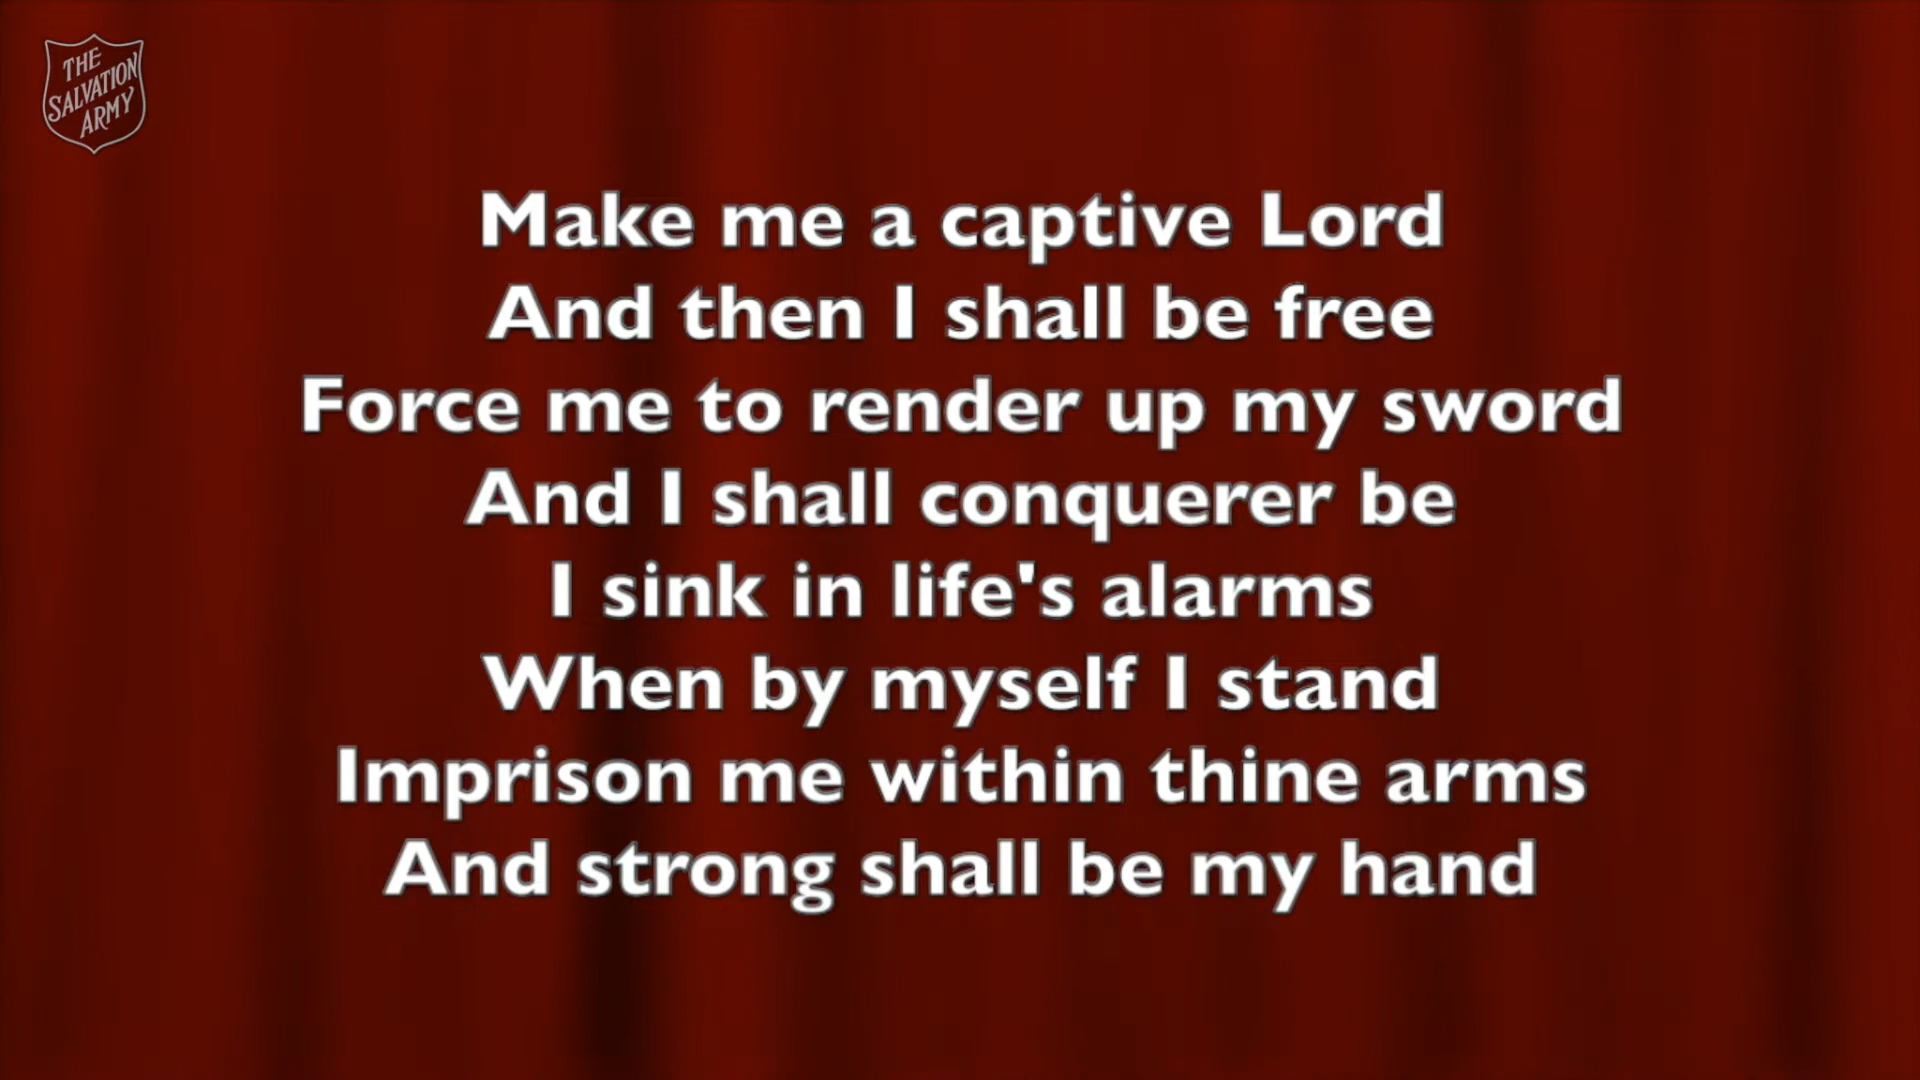 THE
SALVATION
ARMY
Make me a captive Lord
And then I shall be free
Force me to render up my sword
And I shall conquerer be
I sink in life's alarms
When by myself I stand
Imprison me within thine arms
And strong shall be my hand